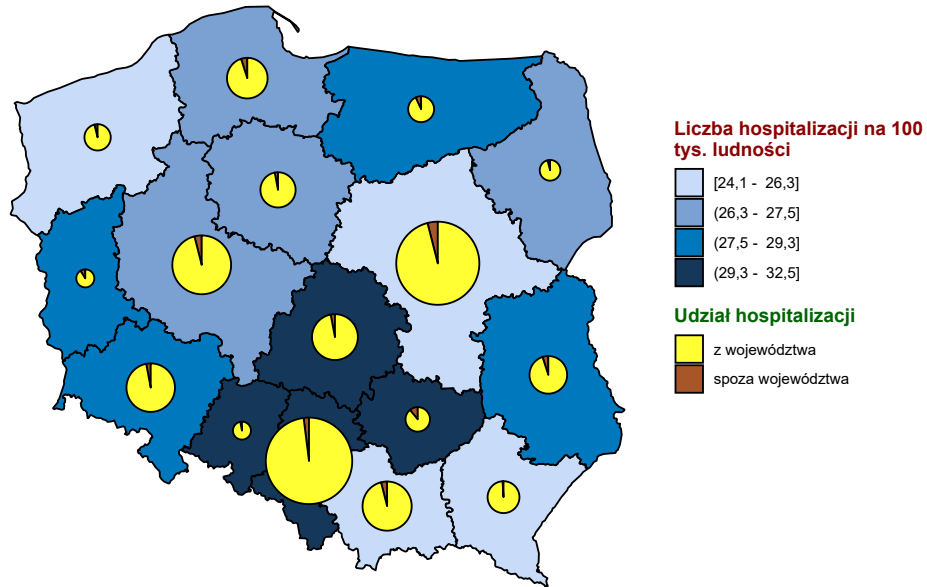 Liczba hospitalizacji na 100
tys. ludności
[24,1 - 26,3]
(26,3 - 27,5]
(27,5 - 29,3]
(29,3 - 32,5]
Udział hospitalizacji
z województwa
spoza województwa